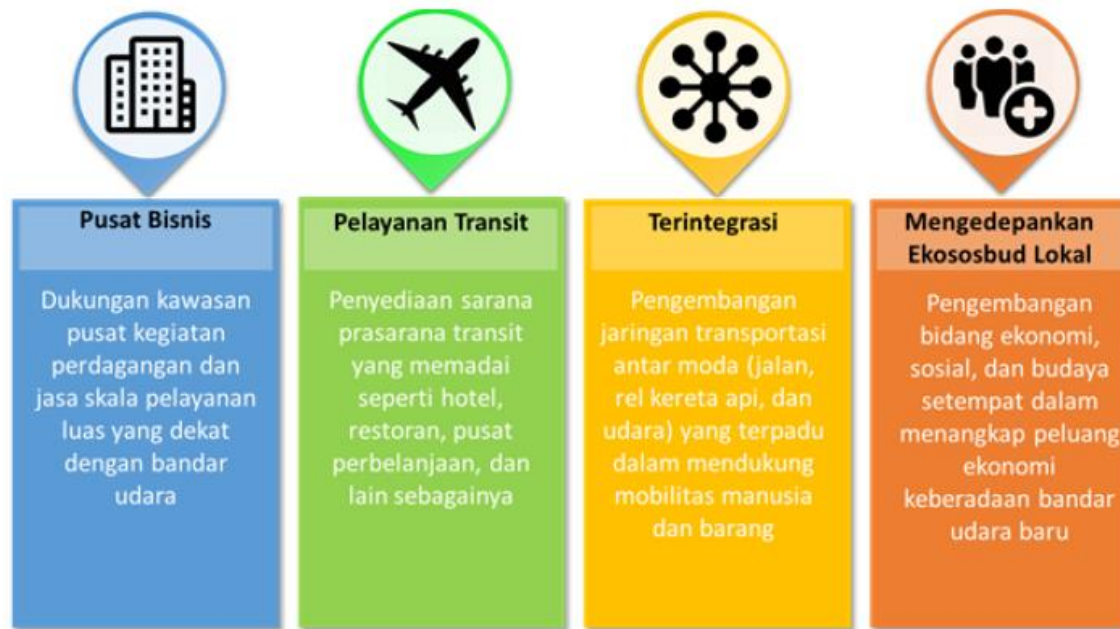 Pusat Bisnis
Dukungan kawasan
pusat kegiatan
perdagangan dan
jasa skala pelayanan
luas yang dekat
dengan bandar
udara
Pelayanan Transit
Penyediaan sarana
prasarana transit
yang memadai
seperti hotel,
restoran, pusat
perbelanjaan, dan
lain sebagainya
Terintegrasi
Pengembangan
jaringan transportasi
antar moda (jalan,
rel kereta api, dan
udara) yang terpadu
dalam mendukung
mobilitas manusia
dan barang
Mengedepankan
Ekososbud Lokal
Pengembangan
bidang ekonomi,
sosial, dan budaya
setempat dalam
menangkap peluang
ekonomi
keberadaan bandar
udara baru